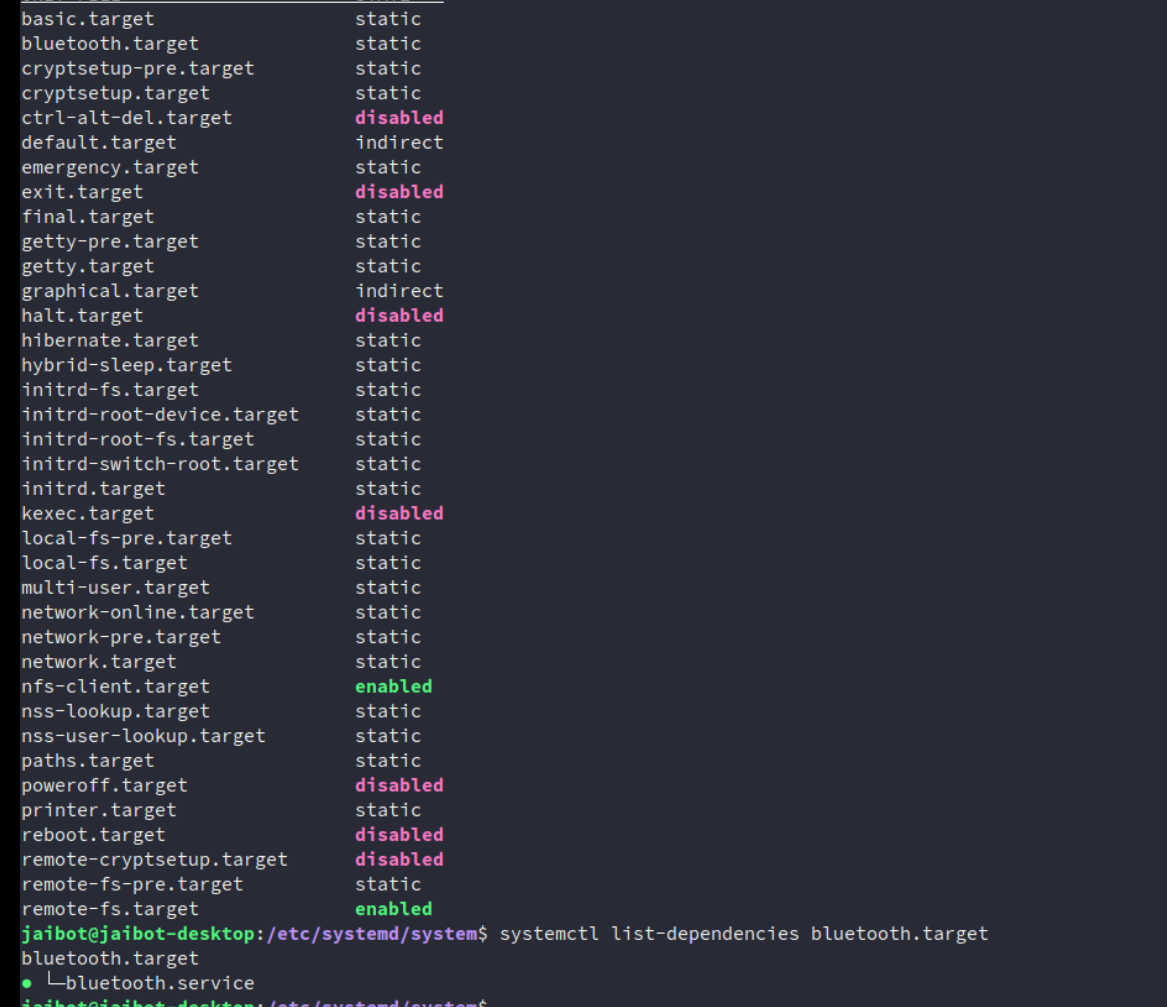 basic.target static
bluetooth.target static
cryptsetup-pre.target static
cryptsetup.target static
ctrl-alt-del.target disabled
default.target indirect
emergency.target static
exit.target disabled
final.target static
getty-pre.target static
getty.target static
graphical.target indirect
halt.target disabled
hibernate.target static
hybrid-sleep.target static
initrd-fs.target static
initrd-root-device.target static
initrd-root-fs.target static
initrd-switch-root.target static
initrd.target static
kexec.target disabled
local-fs-pre.target static
local-fs.target static
multi-user.target static
network-online.target static
network-pre.target static
network.target static
nfs-client.target enabled
nss-lookup.target static
nss-user-lookup.target static
paths.target static
poweroff.target disabled
printer.target static
reboot.target disabled
remote-cryptsetup.target disabled
remote-fs-pre.target static
remote-fs.target enabled
jaibot@jaibot-desktop:/etc/systemd/system$ systemctl list-dependencies bluetooth.target
bluetooth.target
● └─bluetooth.service
jaibot@jaibot-desktop:/etc/systemd/system$